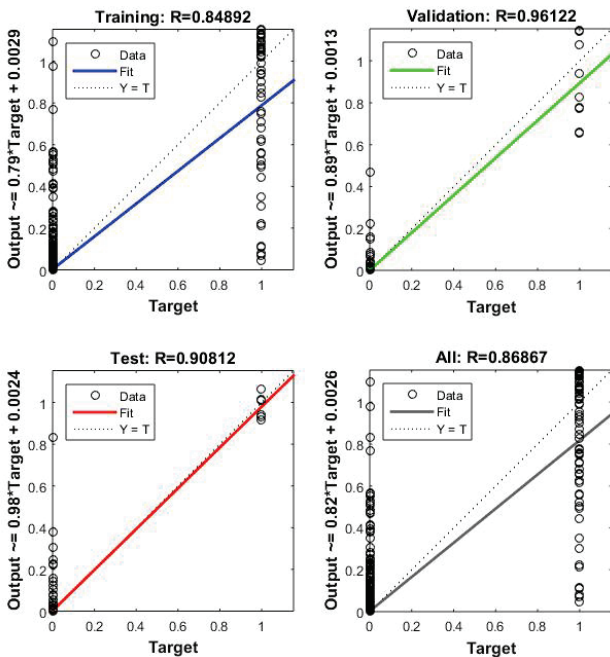 Training: R=0.84892
Output ~= 0.79*Target + 0.0029
Data
Fit
Y = T
1
0.8
0.6
0.4
0.2
0
0 0.2 0.4 0.6 0.8 1
Target
Validation: R=0.96122
Output ~= 0.89*Target + 0.0013
Data
Fit
Y = T
1
0.8
0.6
0.4
0.2
0
0 0.2 0.4 0.6 0.8 1
Target
Test: R=0.90812
Output ~= 0.98*Target + 0.0024
Data
Fit
Y = T
1
0.8
0.6
0.4
0.2
0
0 0.2 0.4 0.6 0.8 1
Target
All: R=0.86867
Output ~= 0.82*Target + 0.0026
Data
Fit
Y = T
1
0.8
0.6
0.4
0.2
0
0 0.2 0.4 0.6 0.8 1
Target